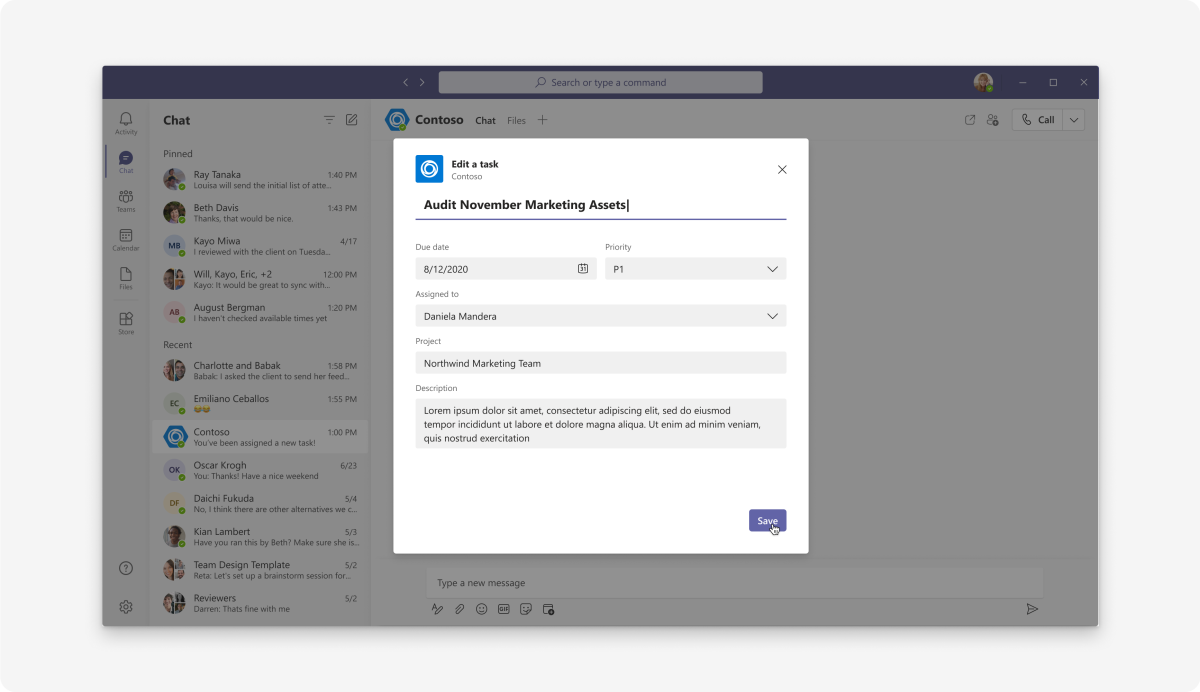 Search or type a command
Activity
Chat
Teams
Calendar
Files
Store
Chat
Pinned
Ray Tanaka 1:40 PM
Louisa will send the initial list of atte...
Beth Davis 1:43 PM
Thanks, that would be nice.
MB
Kayo Miwa 4/17
I reviewed with the client on Tuesda...
Will, Kayo, Eric, +2 12:00 PM
Kayo: It would be great to sync with...
AB
August Bergman 1:20 PM
I haven't checked available times yet
Recent
Charlotte and Babak 1:58 PM
Babak: I asked the client to send her feed...
EC
Emiliano Ceballos 1:55 PM
😂😂
Contoso 1:00 PM
You've been assigned a new task!
OK
Oscar Krogh 6/23
You: Thanks! Have a nice weekend
DF
Daichi Fukuda 5/4
No, I think there are other alternatives we c...
Kian Lambert 5/3
Have you ran this by Beth? Make sure she is...
Team Design Template 5/2
Reta: Let's set up a brainstorm session for...
Reviewers 5/2
Darren: Thats fine with me
Contoso Chat Files
Call
Edit a task
Contoso
Audit November Marketing Assets
Due date Priority
8/12/2020 31 P1
Assigned to
Daniela Mandera
Project
Northwind Marketing Team
Description
Lorem ipsum dolor sit amet, consectetur adipiscing elit, sed do eiusmod
tempor incididunt ut labore et dolore magna aliqua. Ut enim ad minim veniam,
quis nostrud exercitation
Save
Type a new message
GIF